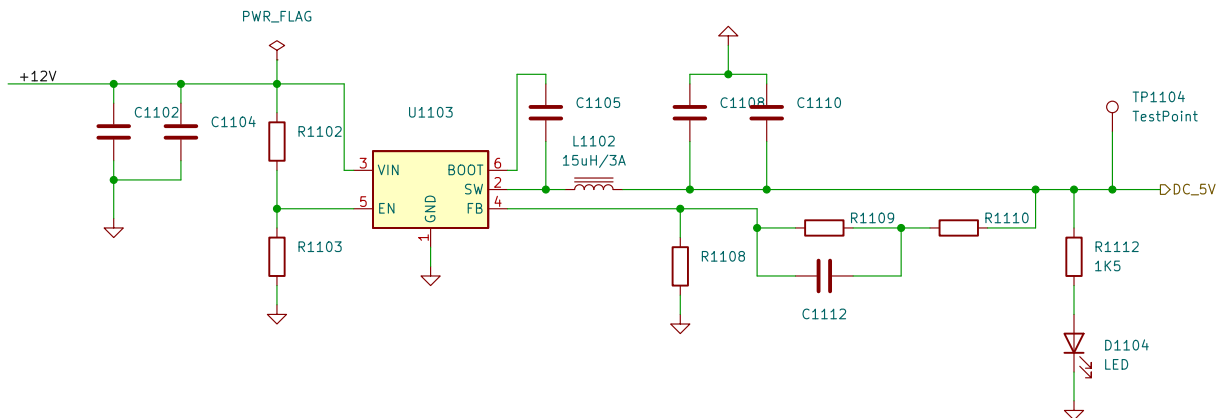 PWR_FLAG
+12V
C1102
C1104
R1102
R1103
U1103
3
VIN
BOOT
6
SW
2
5
EN
FB
4
GND
1
C1105
L1102
15uH/3A
C1108
C1110
R1108
R1109
R1110
C1112
TP1104
TestPoint
DC_5V
R1112
1K5
D1104
LED